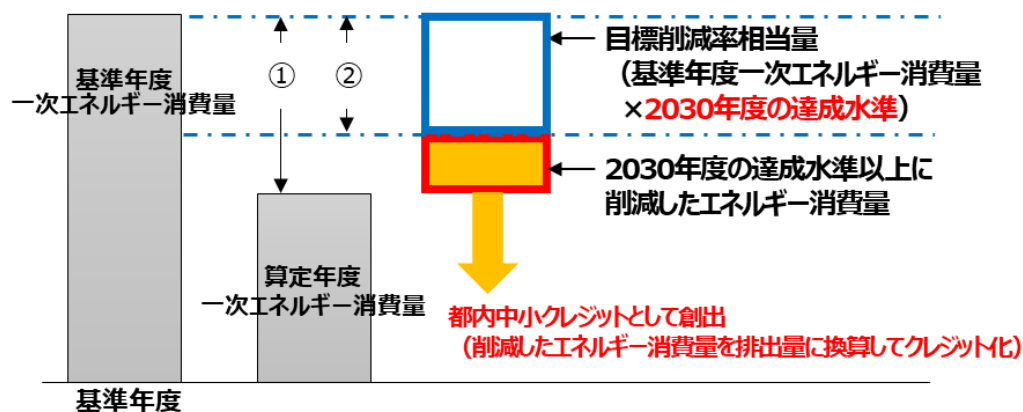 基準年度
一次エネルギー消費量
①
②
目標削減率相当量
（基準年度一次エネルギー消費量
×2030年度の達成水準）
2030年度の達成水準以上に
削減したエネルギー消費量
算定年度
一次エネルギー消費量
都内中小クレジットとして創出
（削減したエネルギー消費量を排出量に換算してクレジット化）
基準年度